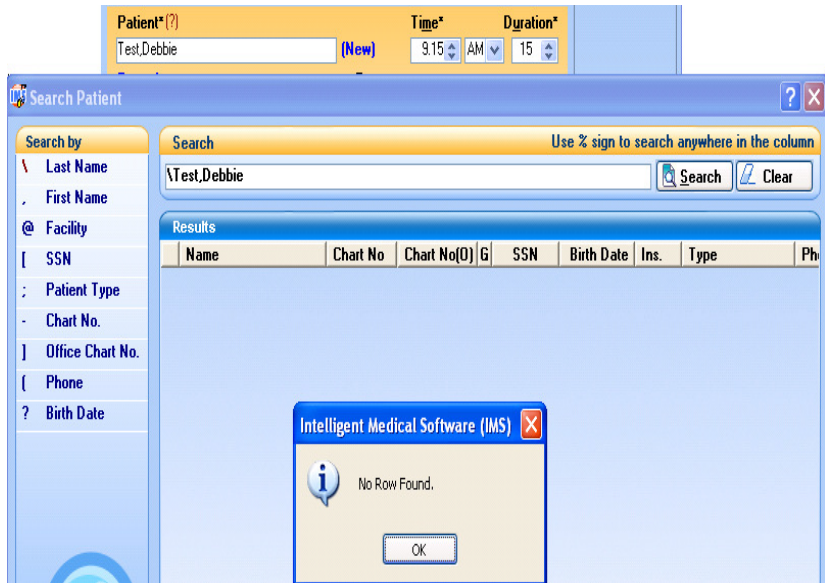 Patient*(?) Time* Duration*
Test,Debbie (New) 9.15 AM 15
IMS Search Patient ? X
Search by
\ Last Name
, First Name
@ Facility
[ SSN
; Patient Type
- Chart No.
] Office Chart No.
( Phone
? Birth Date
Search Use % sign to search anywhere in the column
\Test,Debbie Search Clear
Results
Name Chart No Chart No(O) G SSN Birth Date Ins. Type
Intelligent Medical Software (IMS) X
i No Row Found.
OK